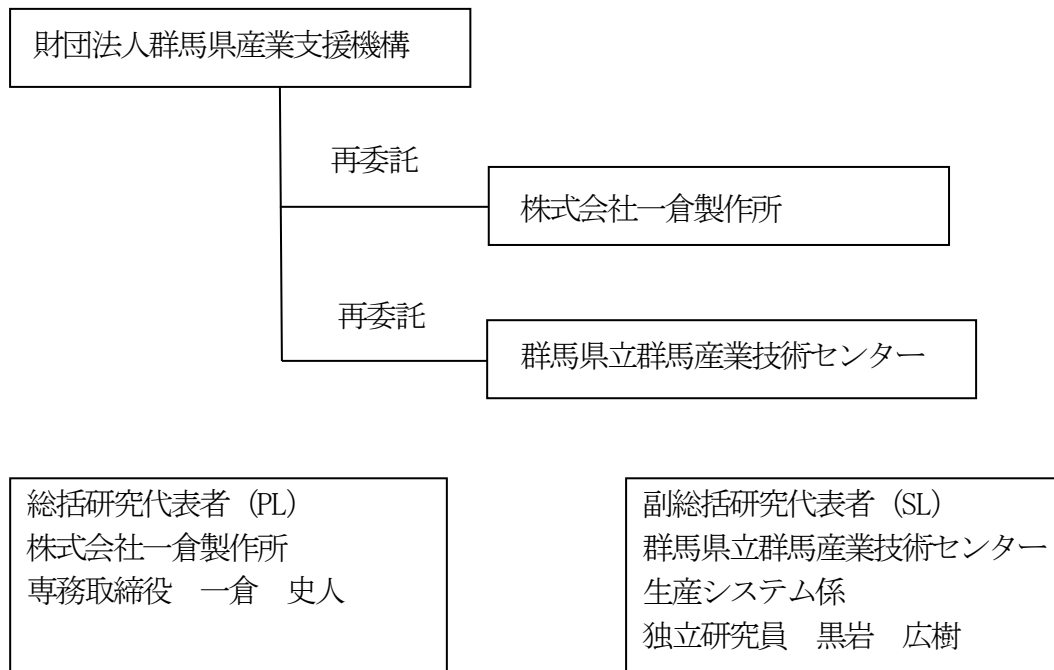 財団法人群馬県産業支援機構
再委託
株式会社一倉製作所
再委託
群馬県立群馬産業技術センター
総括研究代表者（PL）
株式会社一倉製作所
専務取締役　一倉　史人
副総括研究代表者（SL）
群馬県立群馬産業技術センター
生産システム係
独立研究員　黒岩　広樹